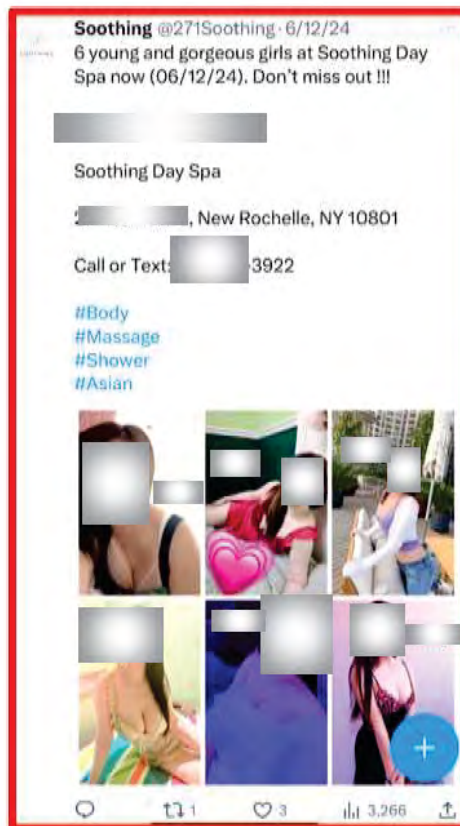 Soothing @271Soothing · 6/12/24
6 young and gorgeous girls at Soothing Day
Spa now (06/12/24). Don't miss out !!!
Soothing Day Spa
, New Rochelle, NY 10801
Call or Text: -3922
#Body
#Massage
#Shower
#Asian
1 3 3,266